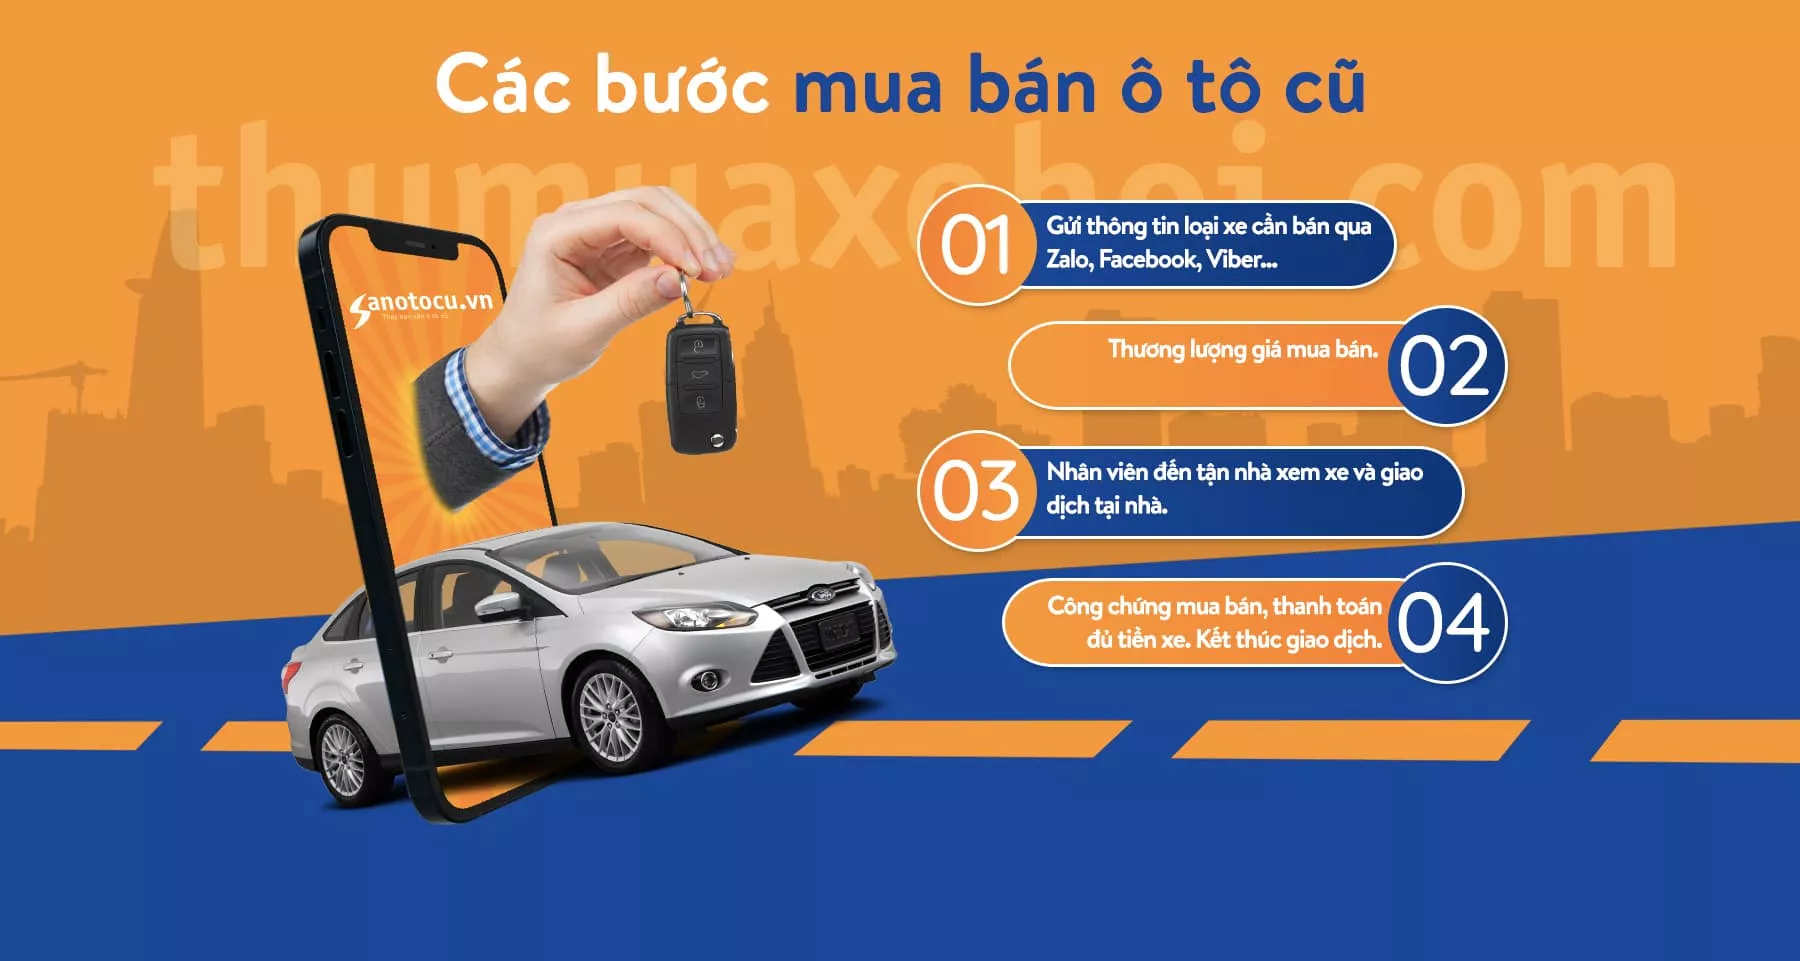 Các bước mua bán ô tô cũ
thumuaxehoi.com
Sanotocu.vn
01
Gửi thông tin loại xe cần bán qua
Zalo, Facebook, Viber...
Thương lượng giá mua bán.
02
03
Nhân viên đến tận nhà xem xe và giao
dịch tại nhà.
Công chứng mua bán, thanh toán
đủ tiền xe. Kết thúc giao dịch.
04
Ford